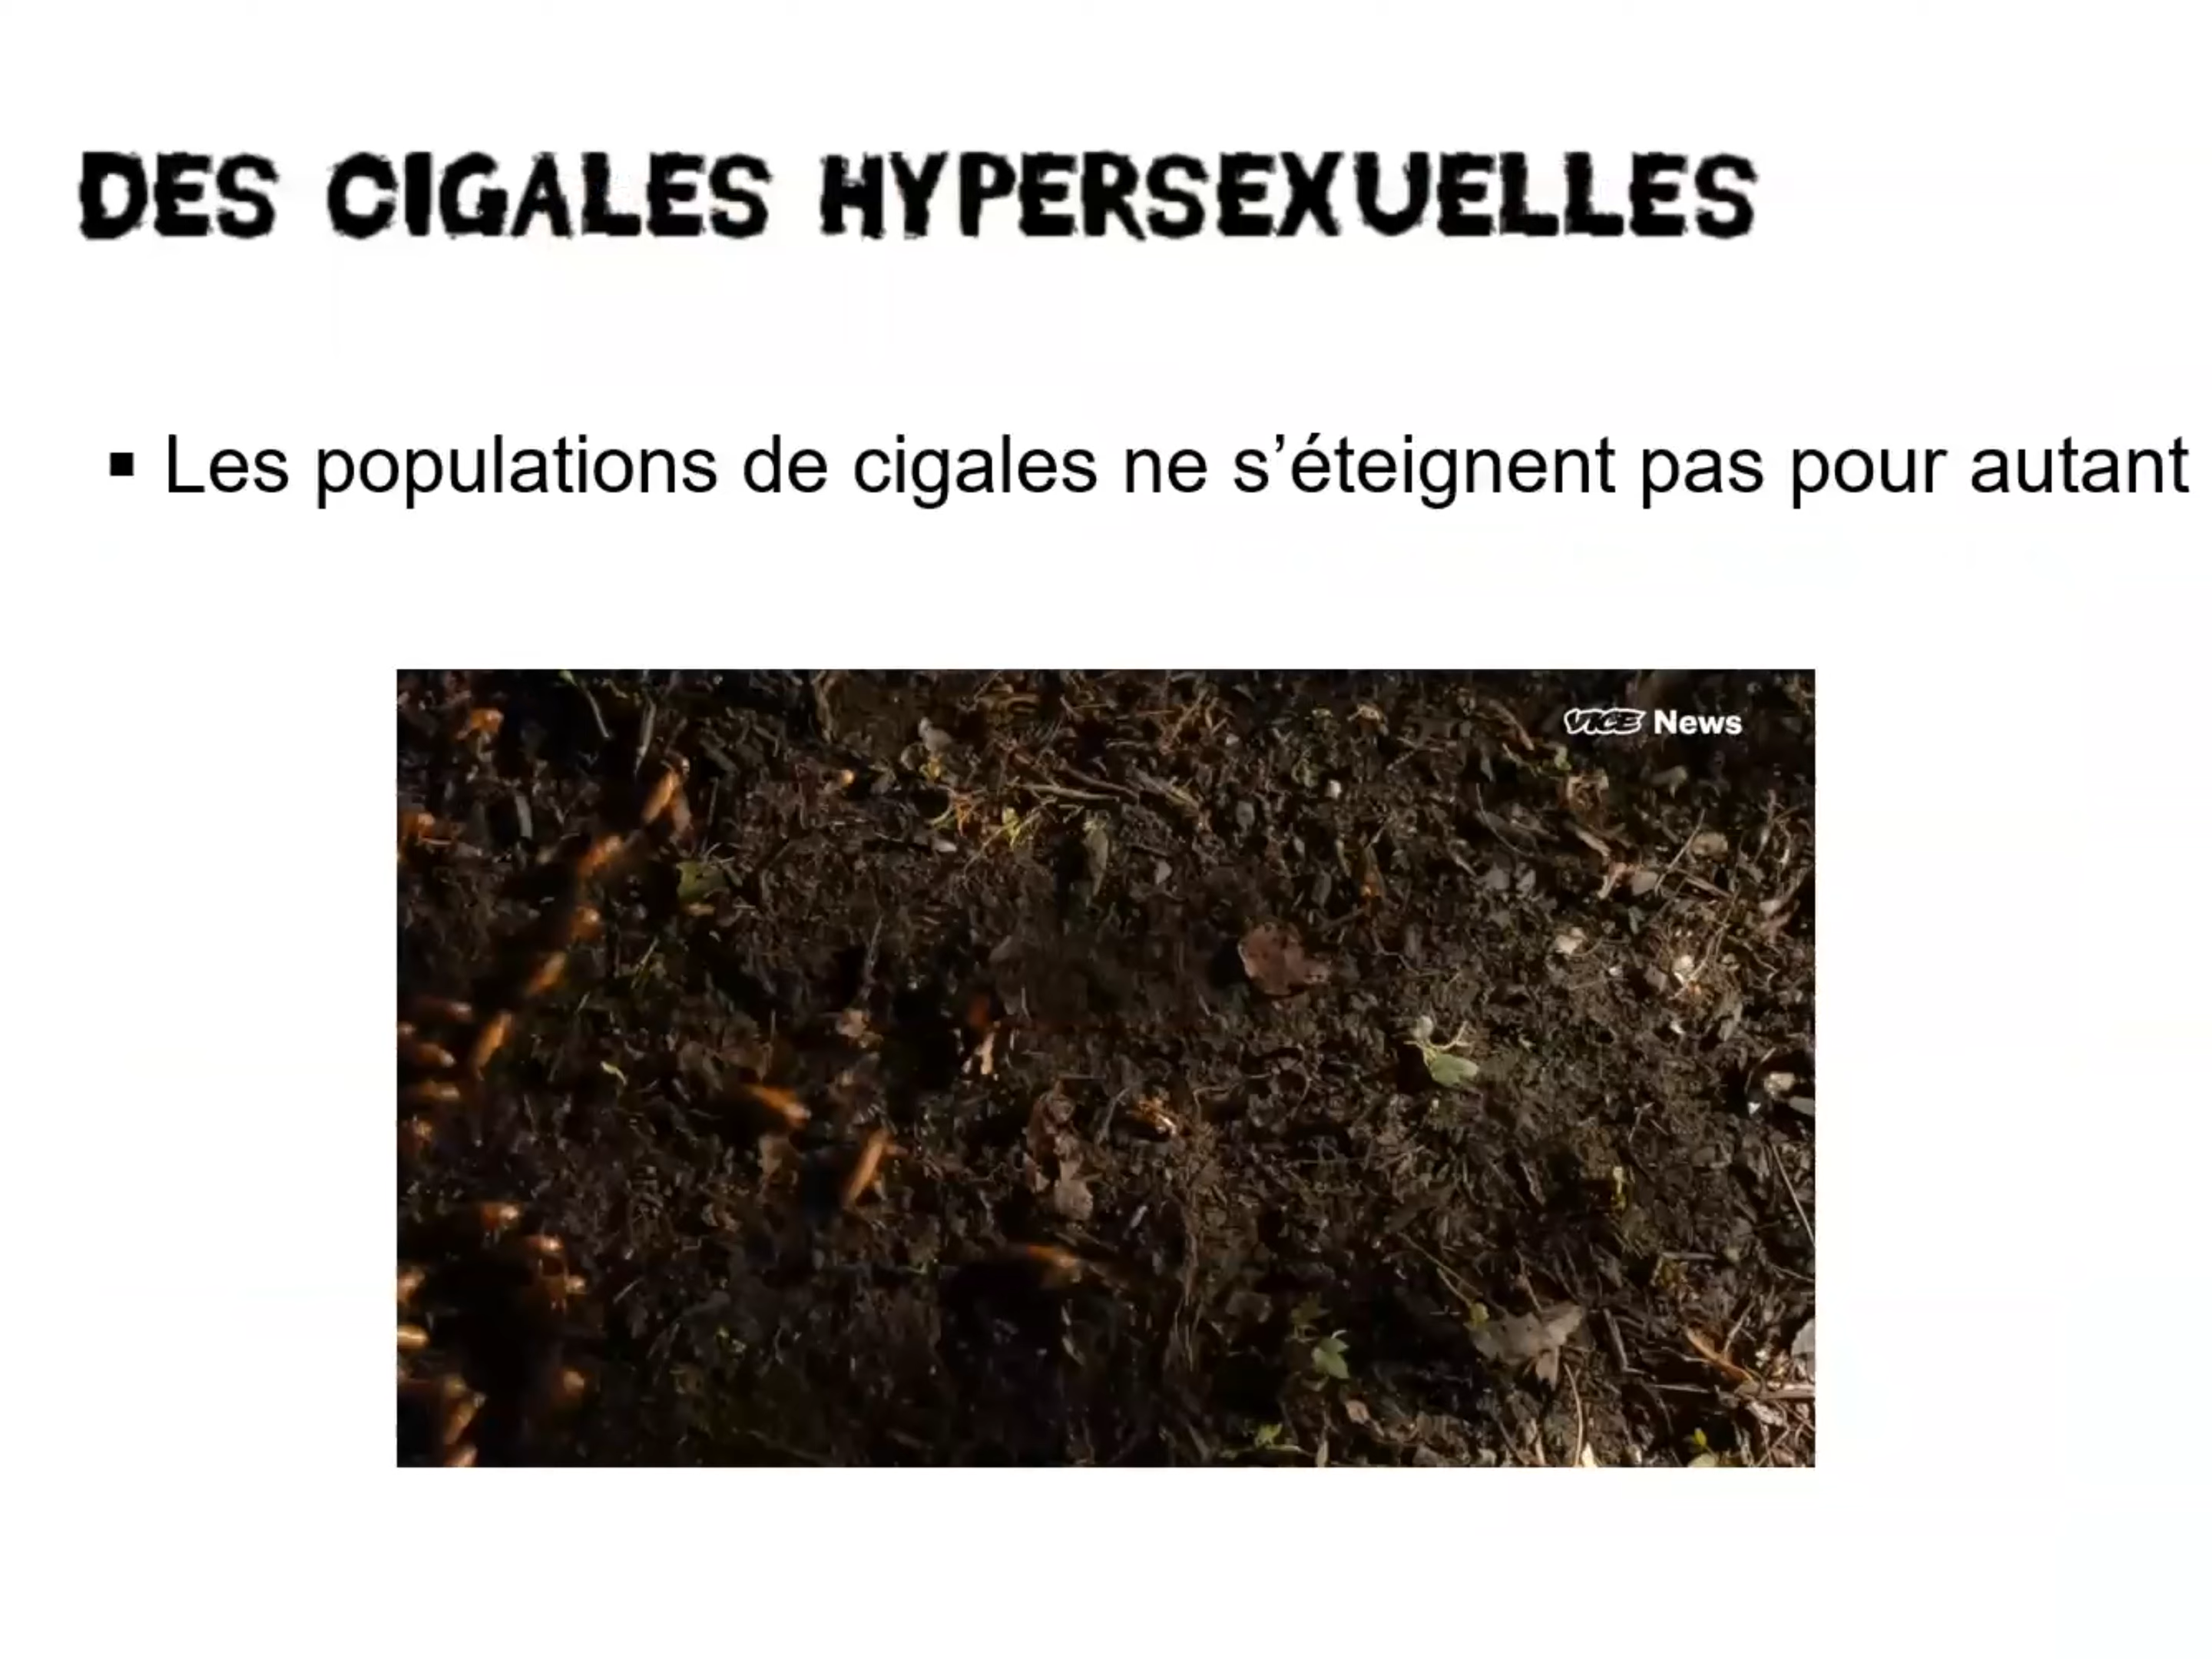 DES CIGALES HYPERSEXUELLES
▪ Les populations de cigales ne s’éteignent pas pour autant
VICE News